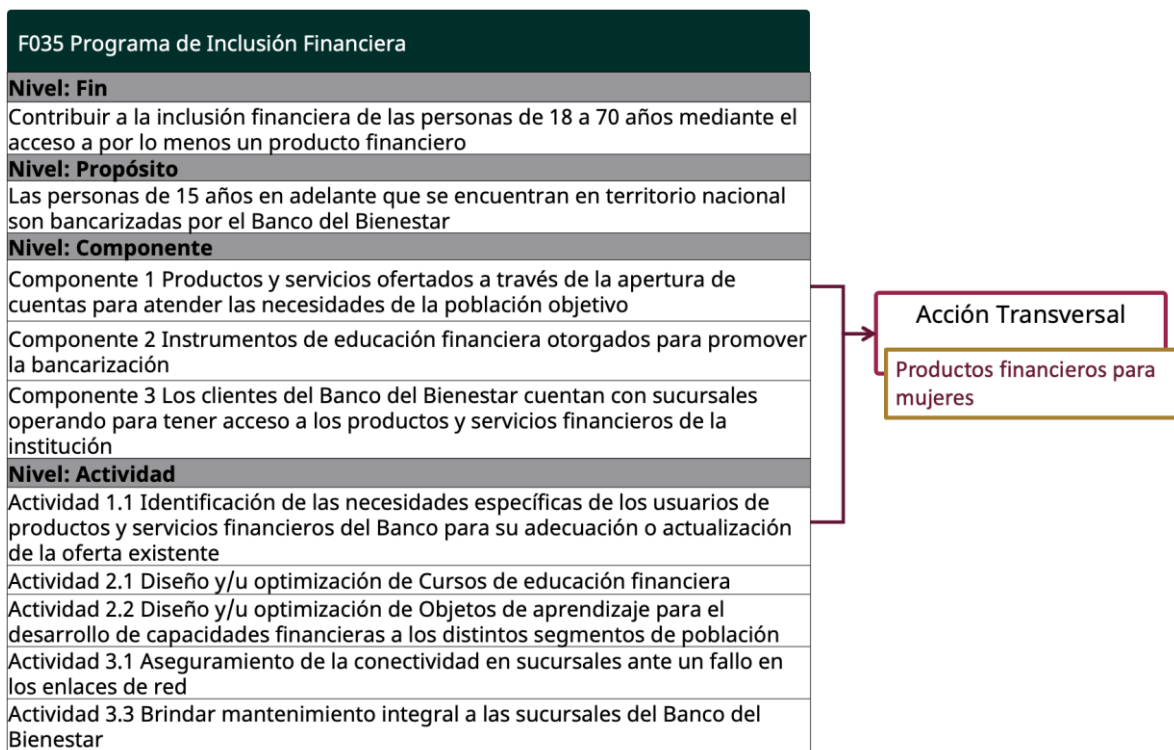 F035 Programa de Inclusión Financiera
Nivel: Fin
Contribuir a la inclusión financiera de las personas de 18 a 70 años mediante el
acceso a por lo menos un producto financiero
Nivel: Propósito
Las personas de 15 años en adelante que se encuentran en territorio nacional
son bancarizadas por el Banco del Bienestar
Nivel: Componente
Componente 1 Productos y servicios ofertados a través de la apertura de
cuentas para atender las necesidades de la población objetivo
Componente 2 Instrumentos de educación financiera otorgados para promover
la bancarización
Componente 3 Los clientes del Banco del Bienestar cuentan con sucursales
operando para tener acceso a los productos y servicios financieros de la
institución
Nivel: Actividad
Actividad 1.1 Identificación de las necesidades específicas de los usuarios de
productos y servicios financieros del Banco para su adecuación o actualización
de la oferta existente
Actividad 2.1 Diseño y/u optimización de Cursos de educación financiera
Actividad 2.2 Diseño y/u optimización de Objetos de aprendizaje para el
desarrollo de capacidades financieras a los distintos segmentos de población
Actividad 3.1 Aseguramiento de la conectividad en sucursales ante un fallo en
los enlaces de red
Actividad 3.3 Brindar mantenimiento integral a las sucursales del Banco del
Bienestar
Acción Transversal
Productos financieros para
mujeres